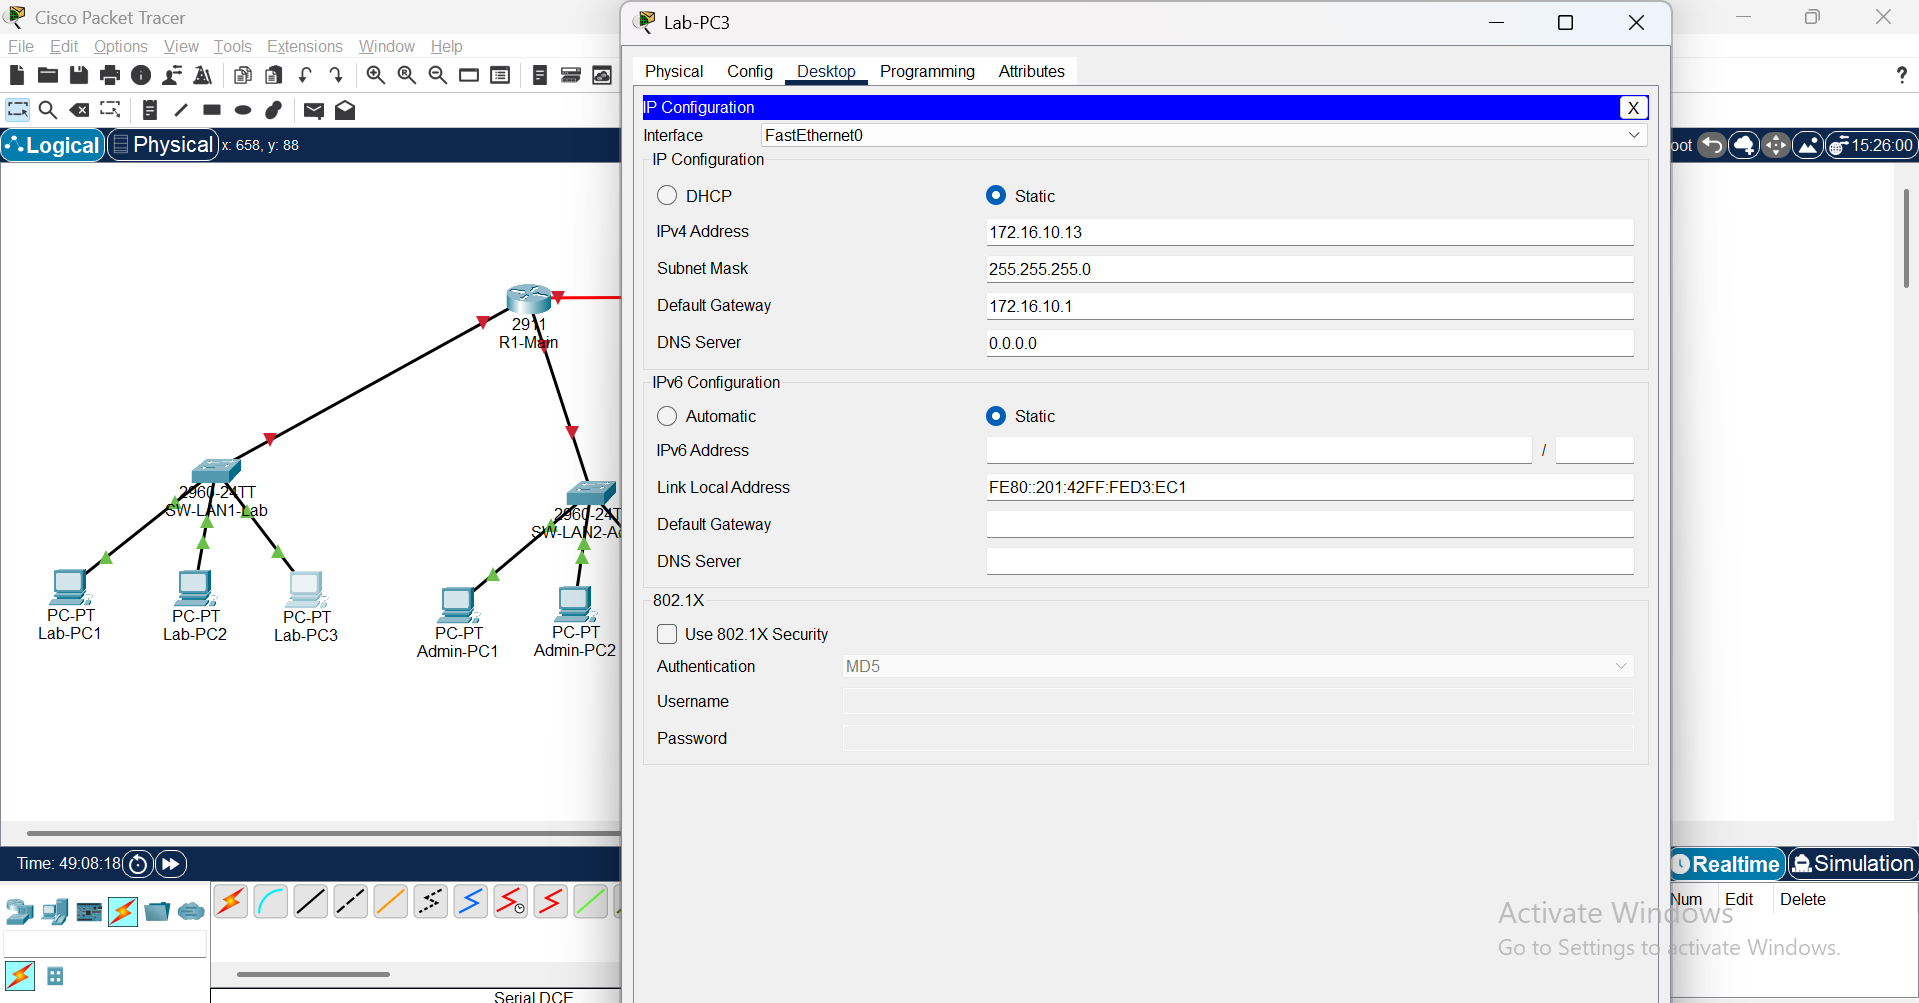 Cisco Packet Tracer
File Edit Options View Tools Extensions Window Help
?
Logical Physical x: 658, y: 88
oot 15:26:00
2911
R1-Main
2960-24TT
SW-LAN1-Lab
2960-24T
SW-LAN2-A
PC-PT
Lab-PC1
PC-PT
Lab-PC2
PC-PT
Lab-PC3
PC-PT
Admin-PC1
PC-PT
Admin-PC2
Time: 49:08:18
Serial DCE
Lab-PC3
Physical Config Desktop Programming Attributes
IP Configuration X
Interface FastEthernet0
IP Configuration
DHCP Static
IPv4 Address 172.16.10.13
Subnet Mask 255.255.255.0
Default Gateway 172.16.10.1
DNS Server 0.0.0.0
IPv6 Configuration
Automatic Static
IPv6 Address /
Link Local Address FE80::201:42FF:FED3:EC1
Default Gateway
DNS Server
802.1X
Use 802.1X Security
Authentication MD5
Username
Password
Realtime Simulation
Num Edit Delete
Activate Windows
Go to Settings to activate Windows.